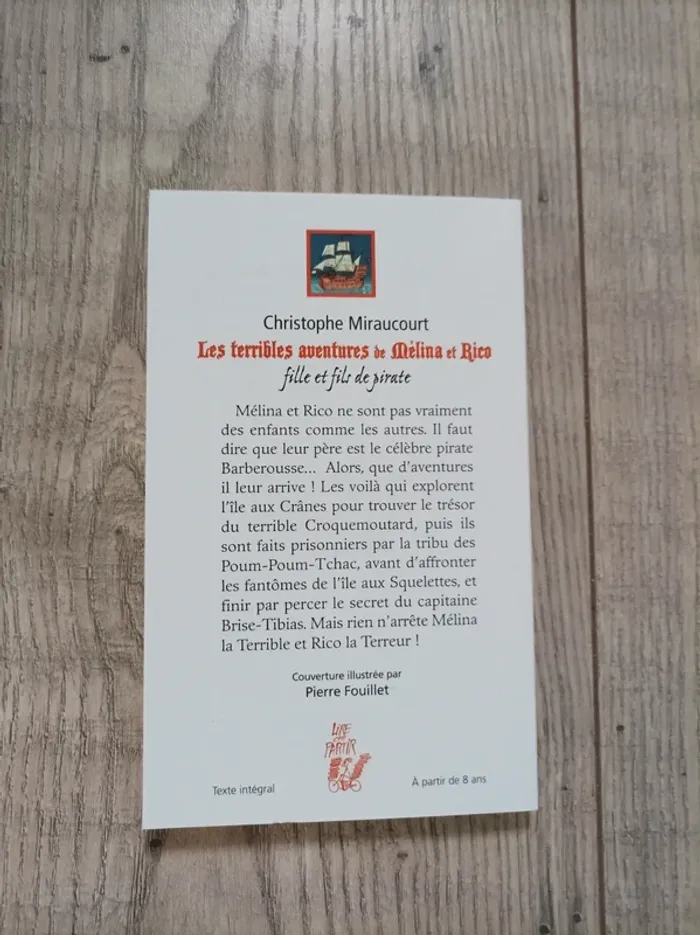 Christophe Miraucourt
Les terribles aventures de Mélina et Rico
fille et fils de pirate
Mélina et Rico ne sont pas vraiment
des enfants comme les autres. Il faut
dire que leur père est le célèbre pirate
Barberousse... Alors, que d'aventures
il leur arrive ! Les voilà qui explorent
l'île aux Crânes pour trouver le trésor
du terrible Croquemoutard, puis ils
sont faits prisonniers par la tribu des
Poum-Poum-Tchac, avant d'affronter
les fantômes de l'île aux Squelettes, et
finir par percer le secret du capitaine
Brise-Tibias. Mais rien n'arrête Mélina
la Terrible et Rico la Terreur !
Couverture illustrée par
Pierre Fouillet
LIRE
PARTIR
Texte intégral
À partir de 8 ans